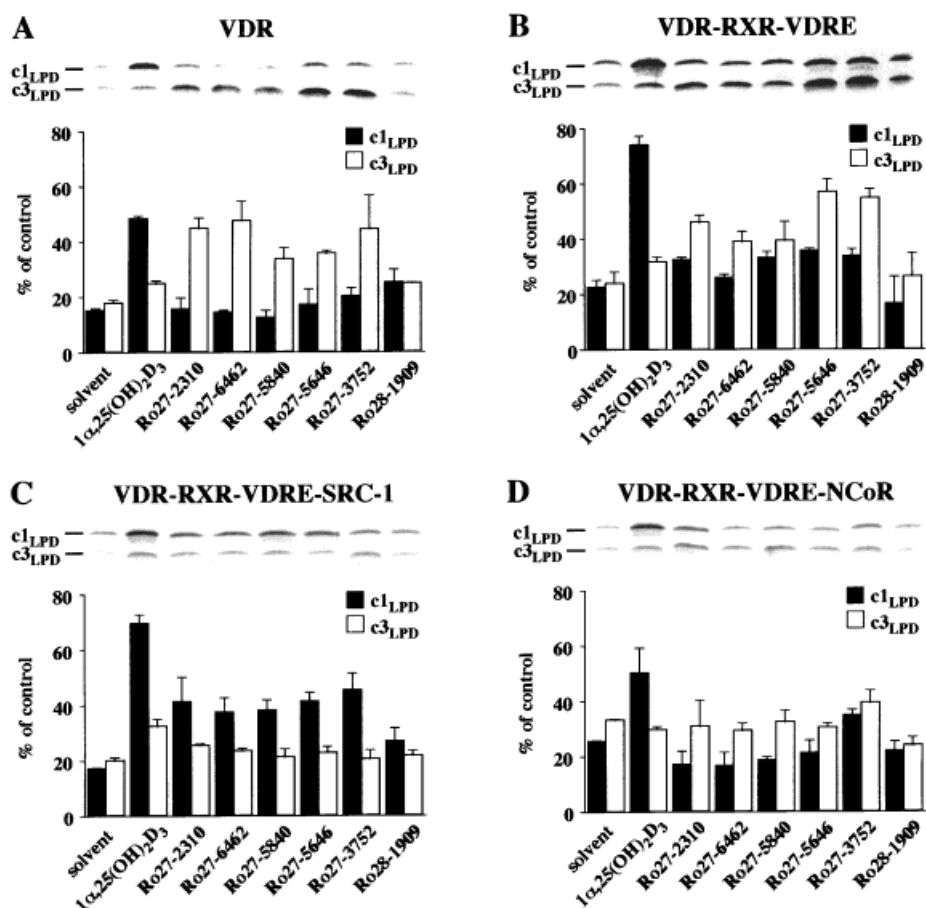 A
VDR
c1LPD
c3LPD
80
60
40
20
0
% of control
c1LPD
c3LPD
solvent
1α,25(OH)2D3
Ro27-2310
Ro27-6462
Ro27-5840
Ro27-5646
Ro27-3752
Ro28-1909
B
VDR-RXR-VDRE
c1LPD
c3LPD
80
60
40
20
0
% of control
c1LPD
c3LPD
solvent
1α,25(OH)2D3
Ro27-2310
Ro27-6462
Ro27-5840
Ro27-5646
Ro27-3752
Ro28-1909
C
VDR-RXR-VDRE-SRC-1
c1LPD
c3LPD
80
60
40
20
0
% of control
c1LPD
c3LPD
solvent
1α,25(OH)2D3
Ro27-2310
Ro27-6462
Ro27-5840
Ro27-5646
Ro27-3752
Ro28-1909
D
VDR-RXR-VDRE-NCoR
c1LPD
c3LPD
80
60
40
20
0
% of control
c1LPD
c3LPD
solvent
1α,25(OH)2D3
Ro27-2310
Ro27-6462
Ro27-5840
Ro27-5646
Ro27-3752
Ro28-1909